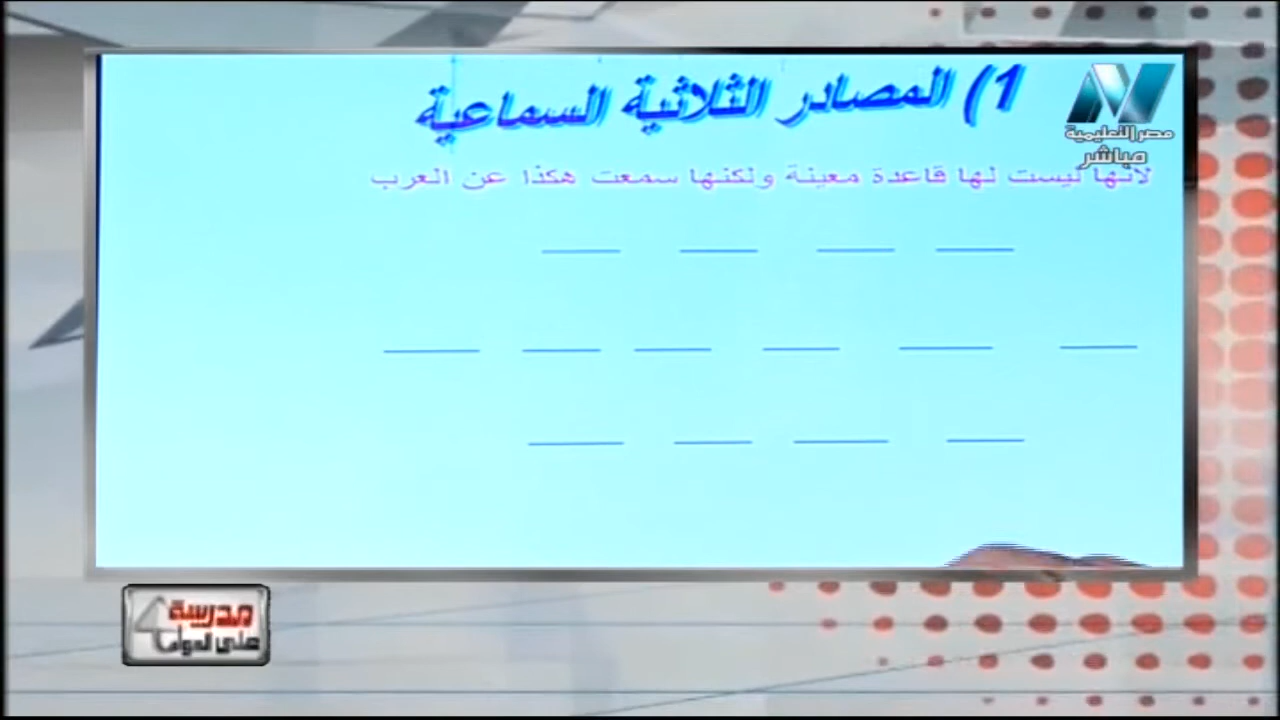 1) المصادر الثلاثية السماعية
مصر التعليمية
مباشر
لأنها ليست لها قاعدة معينة ولكنها سمعت هكذا عن العرب
مدرسة
على الهواء